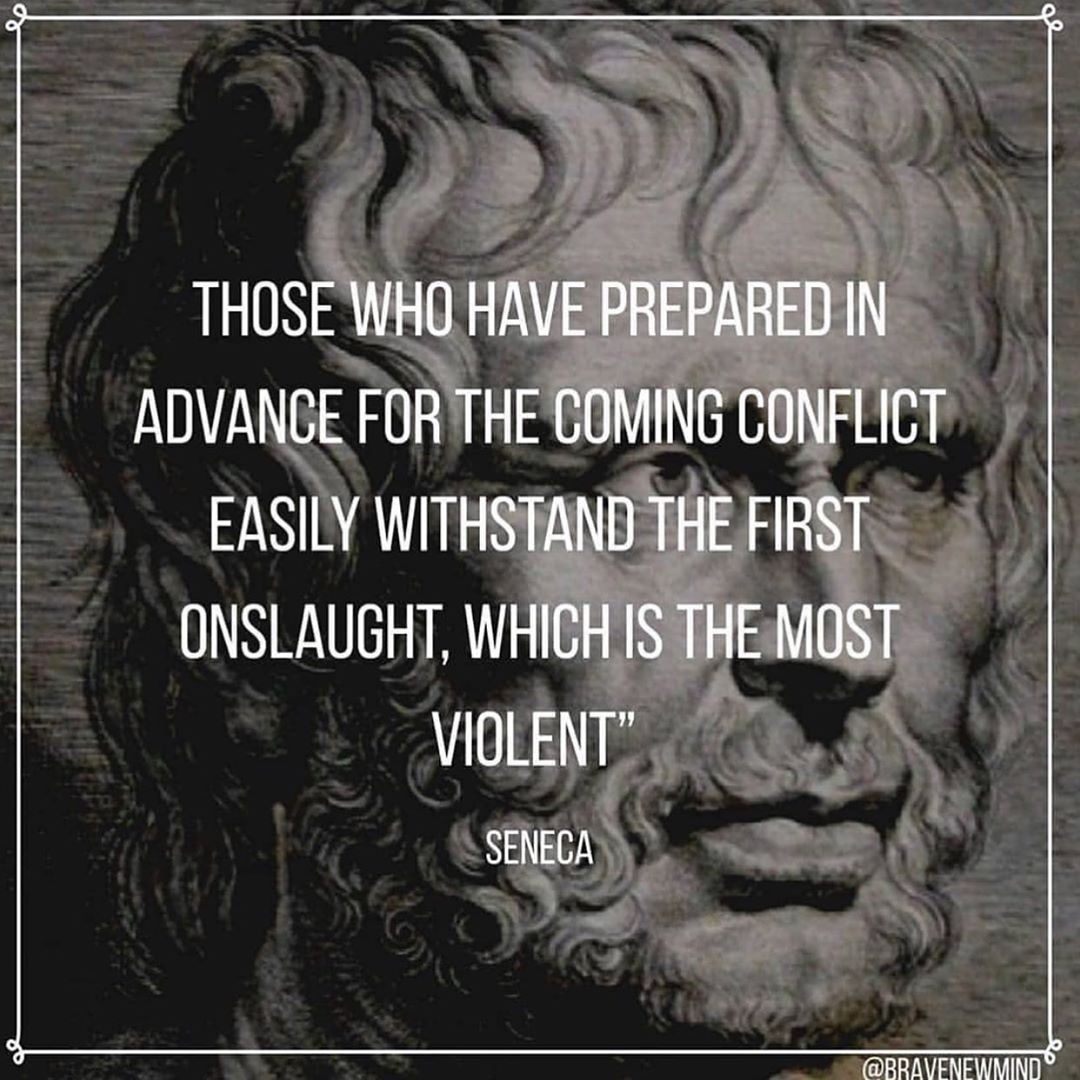 THOSE WHO HAVE PREPARED IN
ADVANCE FOR THE COMING CONFLICT
EASILY WITHSTAND THE FIRST
ONSLAUGHT, WHICH IS THE MOST
VIOLENT”
SENECA
@BRAVENEWMIND